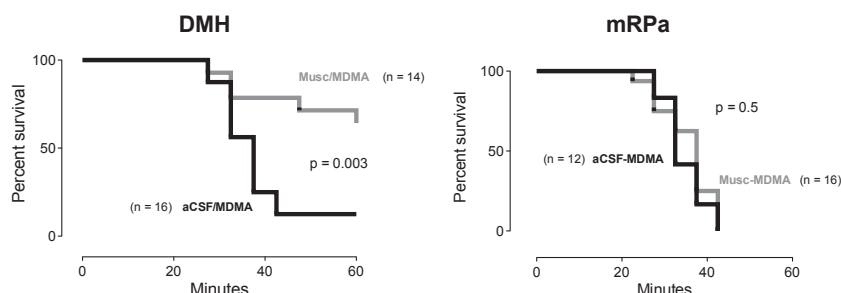 DMH
Percent survival
100
50
0
Musc/MDMA (n = 14)
p = 0.003
(n = 16) aCSF/MDMA
0 20 40 60
Minutes
mRPa
Percent survival
100
50
0
p = 0.5
(n = 12) aCSF-MDMA
Musc-MDMA (n = 16)
0 20 40 60
Minutes